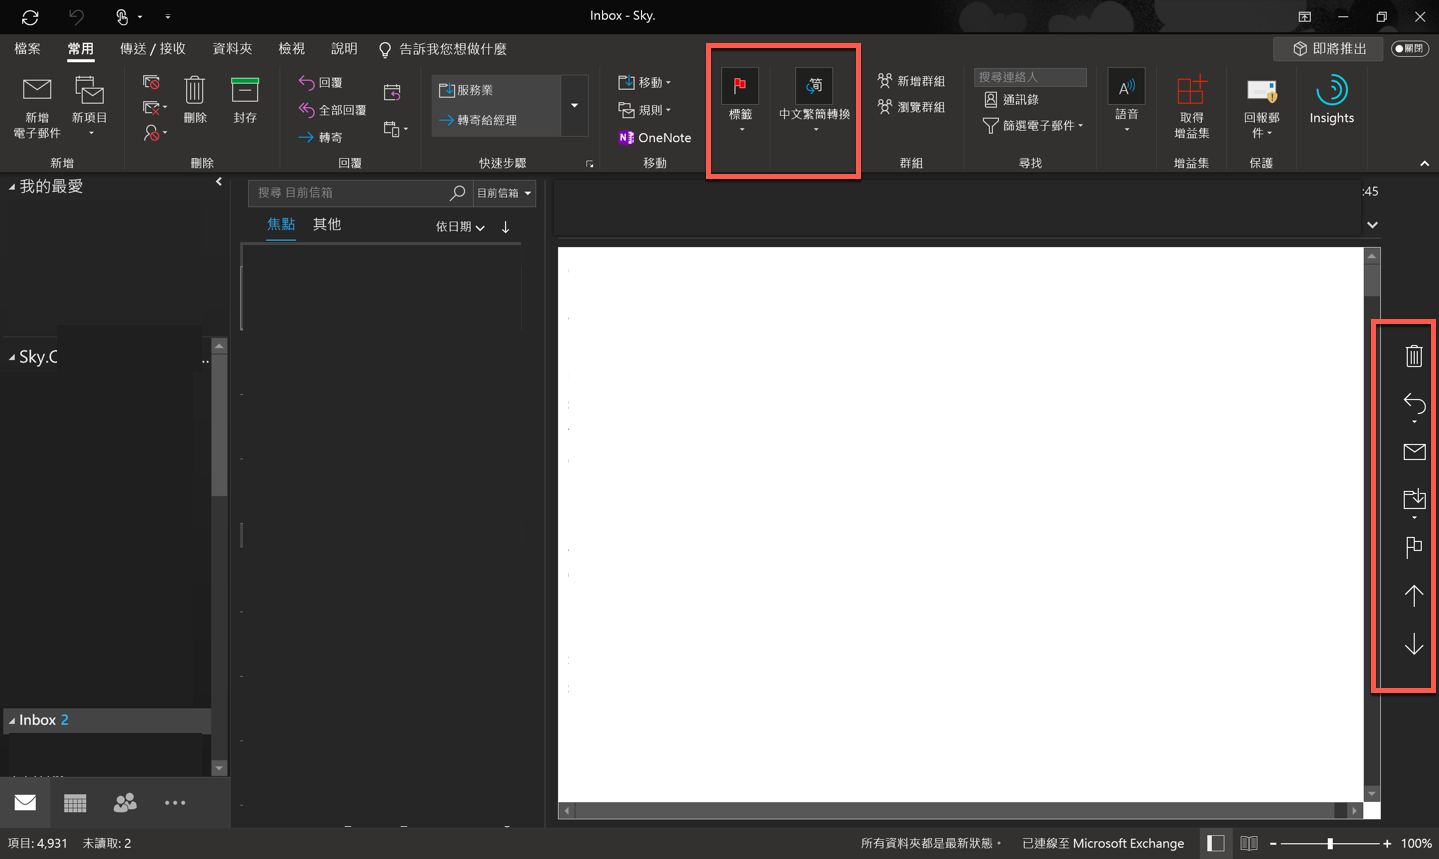 Inbox - Sky.
檔案 常用 傳送 / 接收 資料夾 檢視 說明 告訴我您想做什麼 即將推出 關閉
新增
電子郵件
新項目
新增
刪除
封存
刪除
回覆
全部回覆
轉寄
回覆
服務業
轉寄給經理
快速步驟
移動
規則
OneNote
移動
標籤
中文繁簡轉換
简
新增群組
瀏覽群組
群組
搜尋連絡人
通訊錄
篩選電子郵件
尋找
A
語音
取得
增益集
增益集
回報郵
件
保護
Insights
我的最愛
Sky.C ..
Inbox 2
搜尋 目前信箱 目前信箱
焦點 其他 依日期
:45
項目: 4,931 未讀取: 2 所有資料夾都是最新狀態。 已連線至 Microsoft Exchange - + 100%